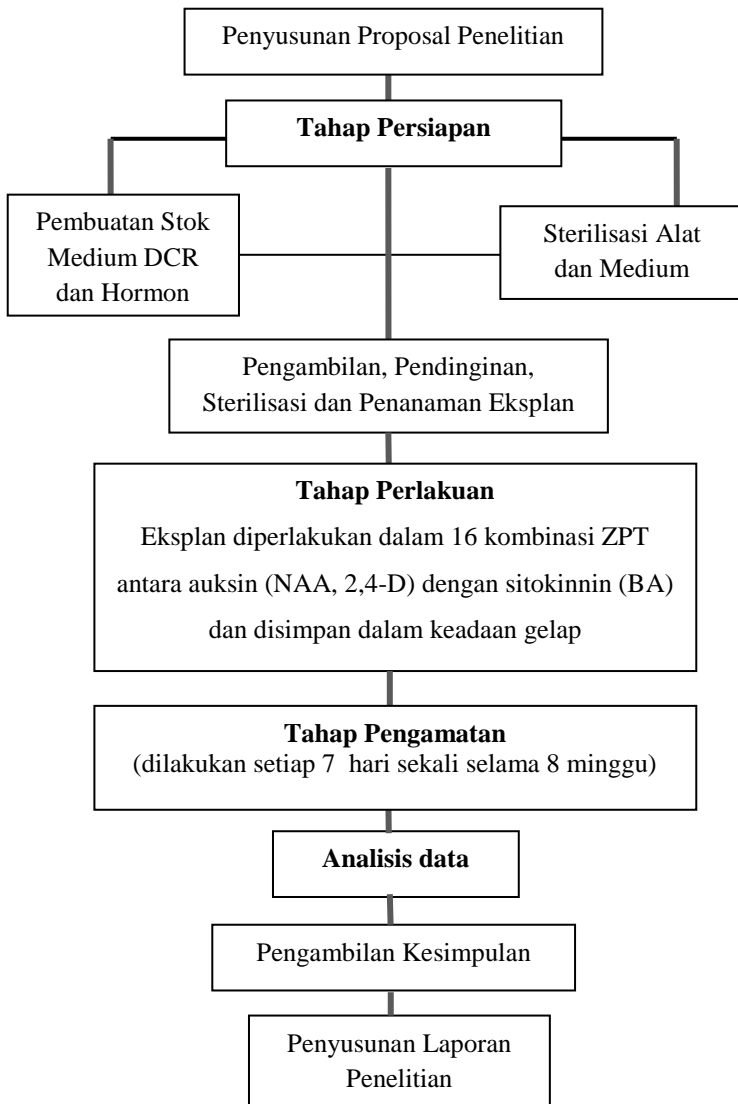 Penyusunan Proposal Penelitian
Tahap Persiapan
Pembuatan Stok
Medium DCR
dan Hormon
Sterilisasi Alat
dan Medium
Pengambilan, Pendinginan,
Sterilisasi dan Penanaman Eksplan
Tahap Perlakuan
Eksplan diperlakukan dalam 16 kombinasi ZPT
antara auksin (NAA, 2,4-D) dengan sitokinnin (BA)
dan disimpan dalam keadaan gelap
Tahap Pengamatan
(dilakukan setiap 7 hari sekali selama 8 minggu)
Analisis data
Pengambilan Kesimpulan
Penyusunan Laporan
Penelitian